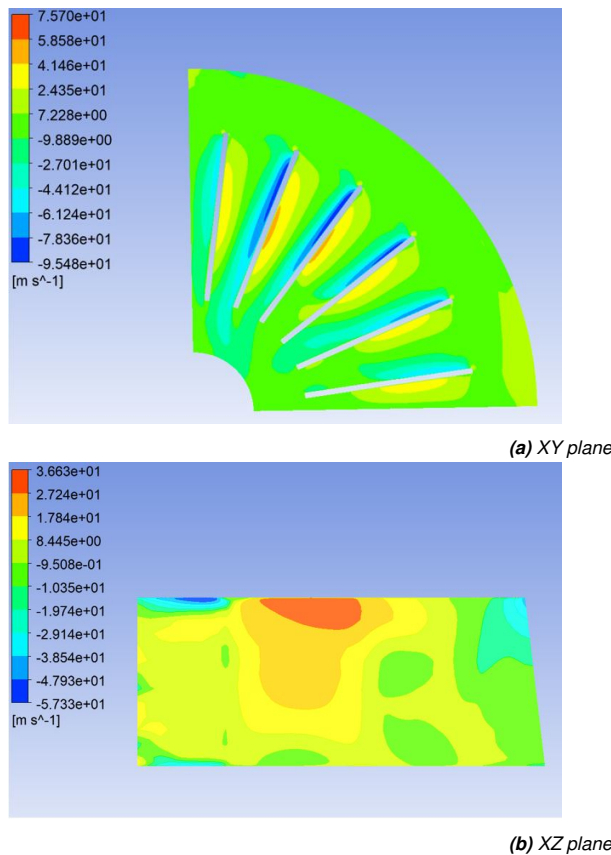 7.570e+01
5.858e+01
4.146e+01
2.435e+01
7.228e+00
-9.889e+00
-2.701e+01
-4.412e+01
-6.124e+01
-7.836e+01
-9.548e+01
[m s^-1]
(a) XY plane
3.663e+01
2.724e+01
1.784e+01
8.445e+00
-9.508e-01
-1.035e+01
-1.974e+01
-2.914e+01
-3.854e+01
-4.793e+01
-5.733e+01
[m s^-1]
(b) XZ plane